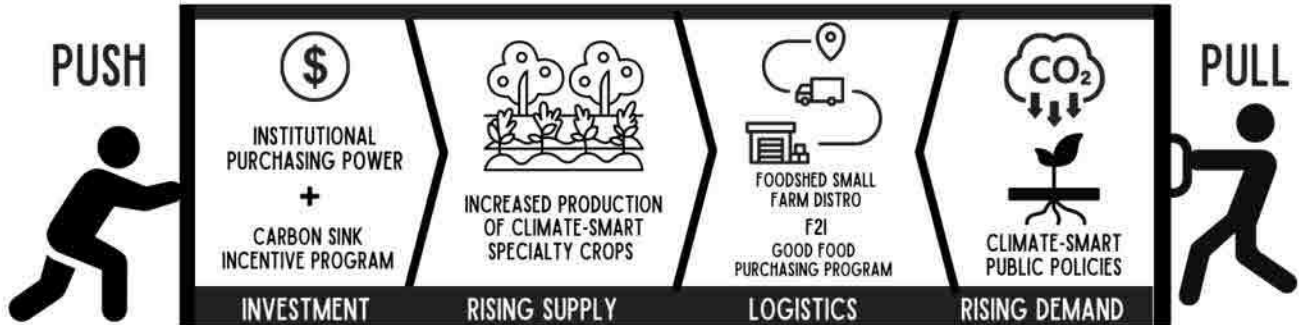 PUSH
$
INSTITUTIONAL
PURCHASING POWER
+
CARBON SINK
INCENTIVE PROGRAM
INVESTMENT
INCREASED PRODUCTION
OF CLIMATE-SMART
SPECIALTY CROPS
RISING SUPPLY
FOODSHED SMALL
FARM DISTRO
F2I
GOOD FOOD
PURCHASING PROGRAM
LOGISTICS
CO₂
CLIMATE-SMART
PUBLIC POLICIES
RISING DEMAND
PULL